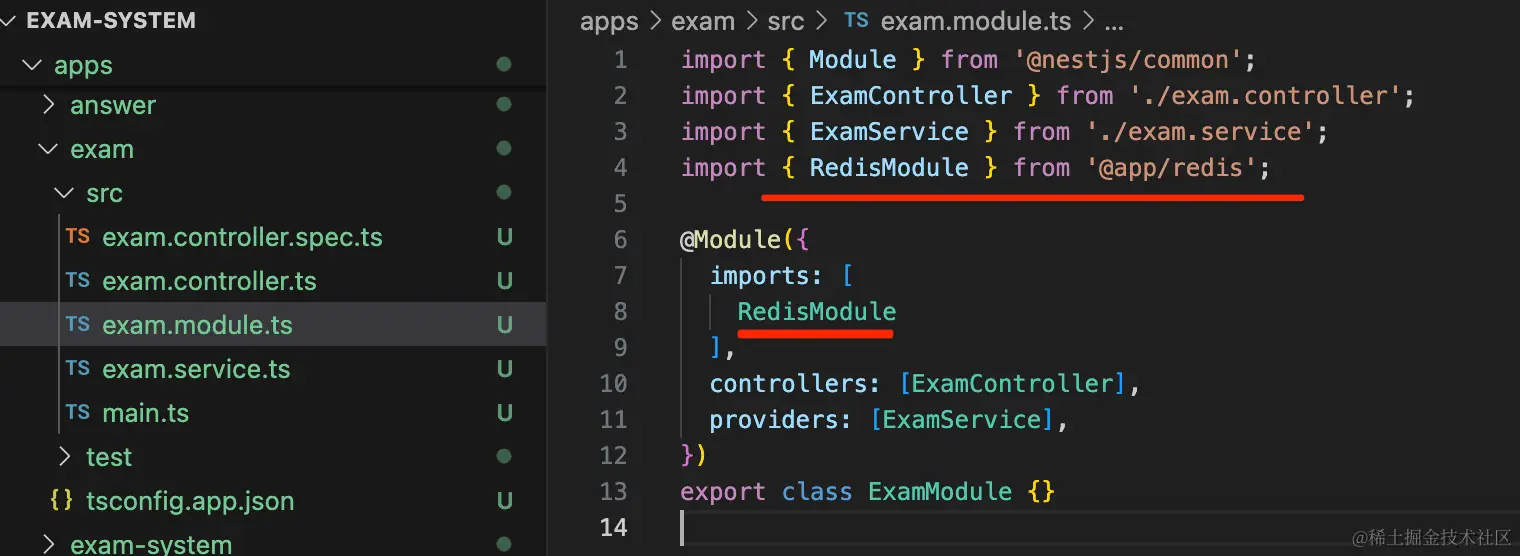 EXAM-SYSTEM
apps
answer
exam
src
TS exam.controller.spec.ts U
TS exam.controller.ts U
TS exam.module.ts U
TS exam.service.ts U
TS main.ts U
test
{} tsconfig.app.json U
exam-system
apps > exam > src > TS exam.module.ts > ...
1 import { Module } from '@nestjs/common';
2 import { ExamController } from './exam.controller';
3 import { ExamService } from './exam.service';
4 import { RedisModule } from '@app/redis';
5
6 @Module({
7 imports: [
8 RedisModule
9 ],
10 controllers: [ExamController],
11 providers: [ExamService],
12 })
13 export class ExamModule {}
14
@稀土掘金技术社区